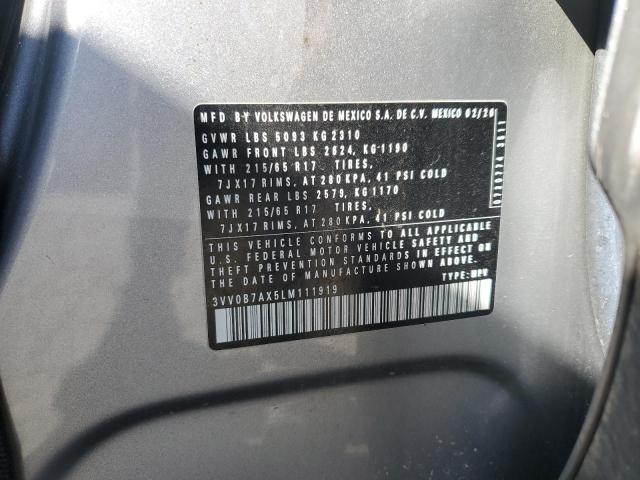 MFD BY VOLKSWAGEN DE MEXICO S.A. DE C.V. MEXICO 02/20
GVWR LBS 5093 KG 2310
GAWR FRONT LBS 2624, KG 1190
WITH 215/65 R17 TIRES,
7JX17 RIMS, AT 280 KPA, 41 PSI COLD
GAWR REAR LBS 2579, KG 1170
WITH 215/65 R17 TIRES,
7JX17 RIMS, AT 280 KPA, 41 PSI COLD
THIS VEHICLE CONFORMS TO ALL APPLICABLE
U.S. FEDERAL MOTOR VEHICLE SAFETY AND
THEFT PREVENTION STANDARDS IN EFFECT ON
THE DATE OF MANUFACTURE.
TYPE: MPV
3VV0B7AX5LM111919